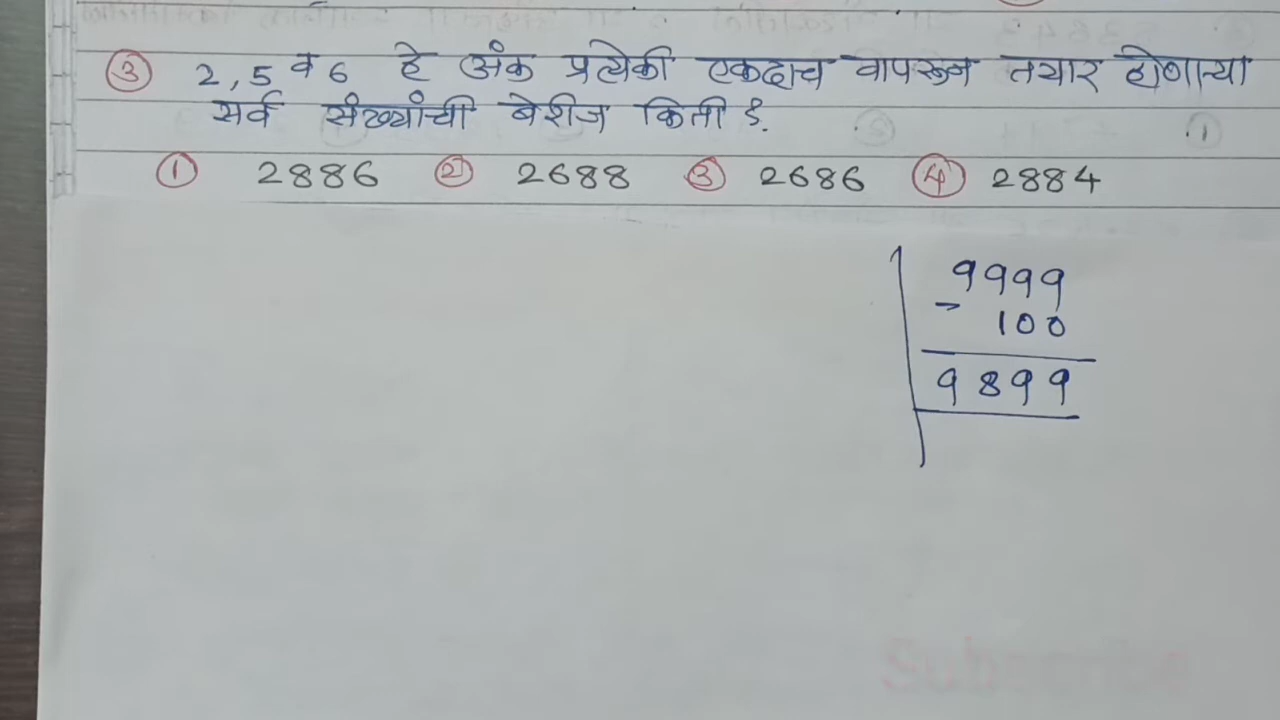 ③ 2, 5 व 6 हे अंक प्रत्येकी एकदाच वापरून तयार होणाऱ्या
सर्व संख्यांची बेरीज किती ?.
① 2886 ② 2688 ③ 2686 ④ 2884
9999
- 100
9899
Subscribe